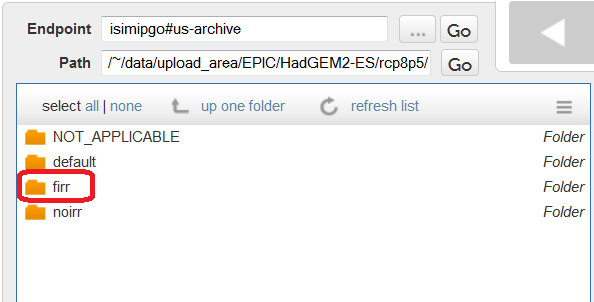 Endpoint isimipgo#us-archive ... Go
Path /~/data/upload_area/EPIC/HadGEM2-ES/rcp8p5/ Go
select all | none up one folder refresh list
NOT_APPLICABLE Folder
default Folder
firr Folder
noirr Folder